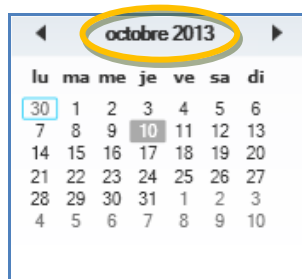 octobre 2013
lu ma me je ve sa di
30 1 2 3 4 5 6
7 8 9 10 11 12 13
14 15 16 17 18 19 20
21 22 23 24 25 26 27
28 29 30 31 1 2 3
4 5 6 7 8 9 10